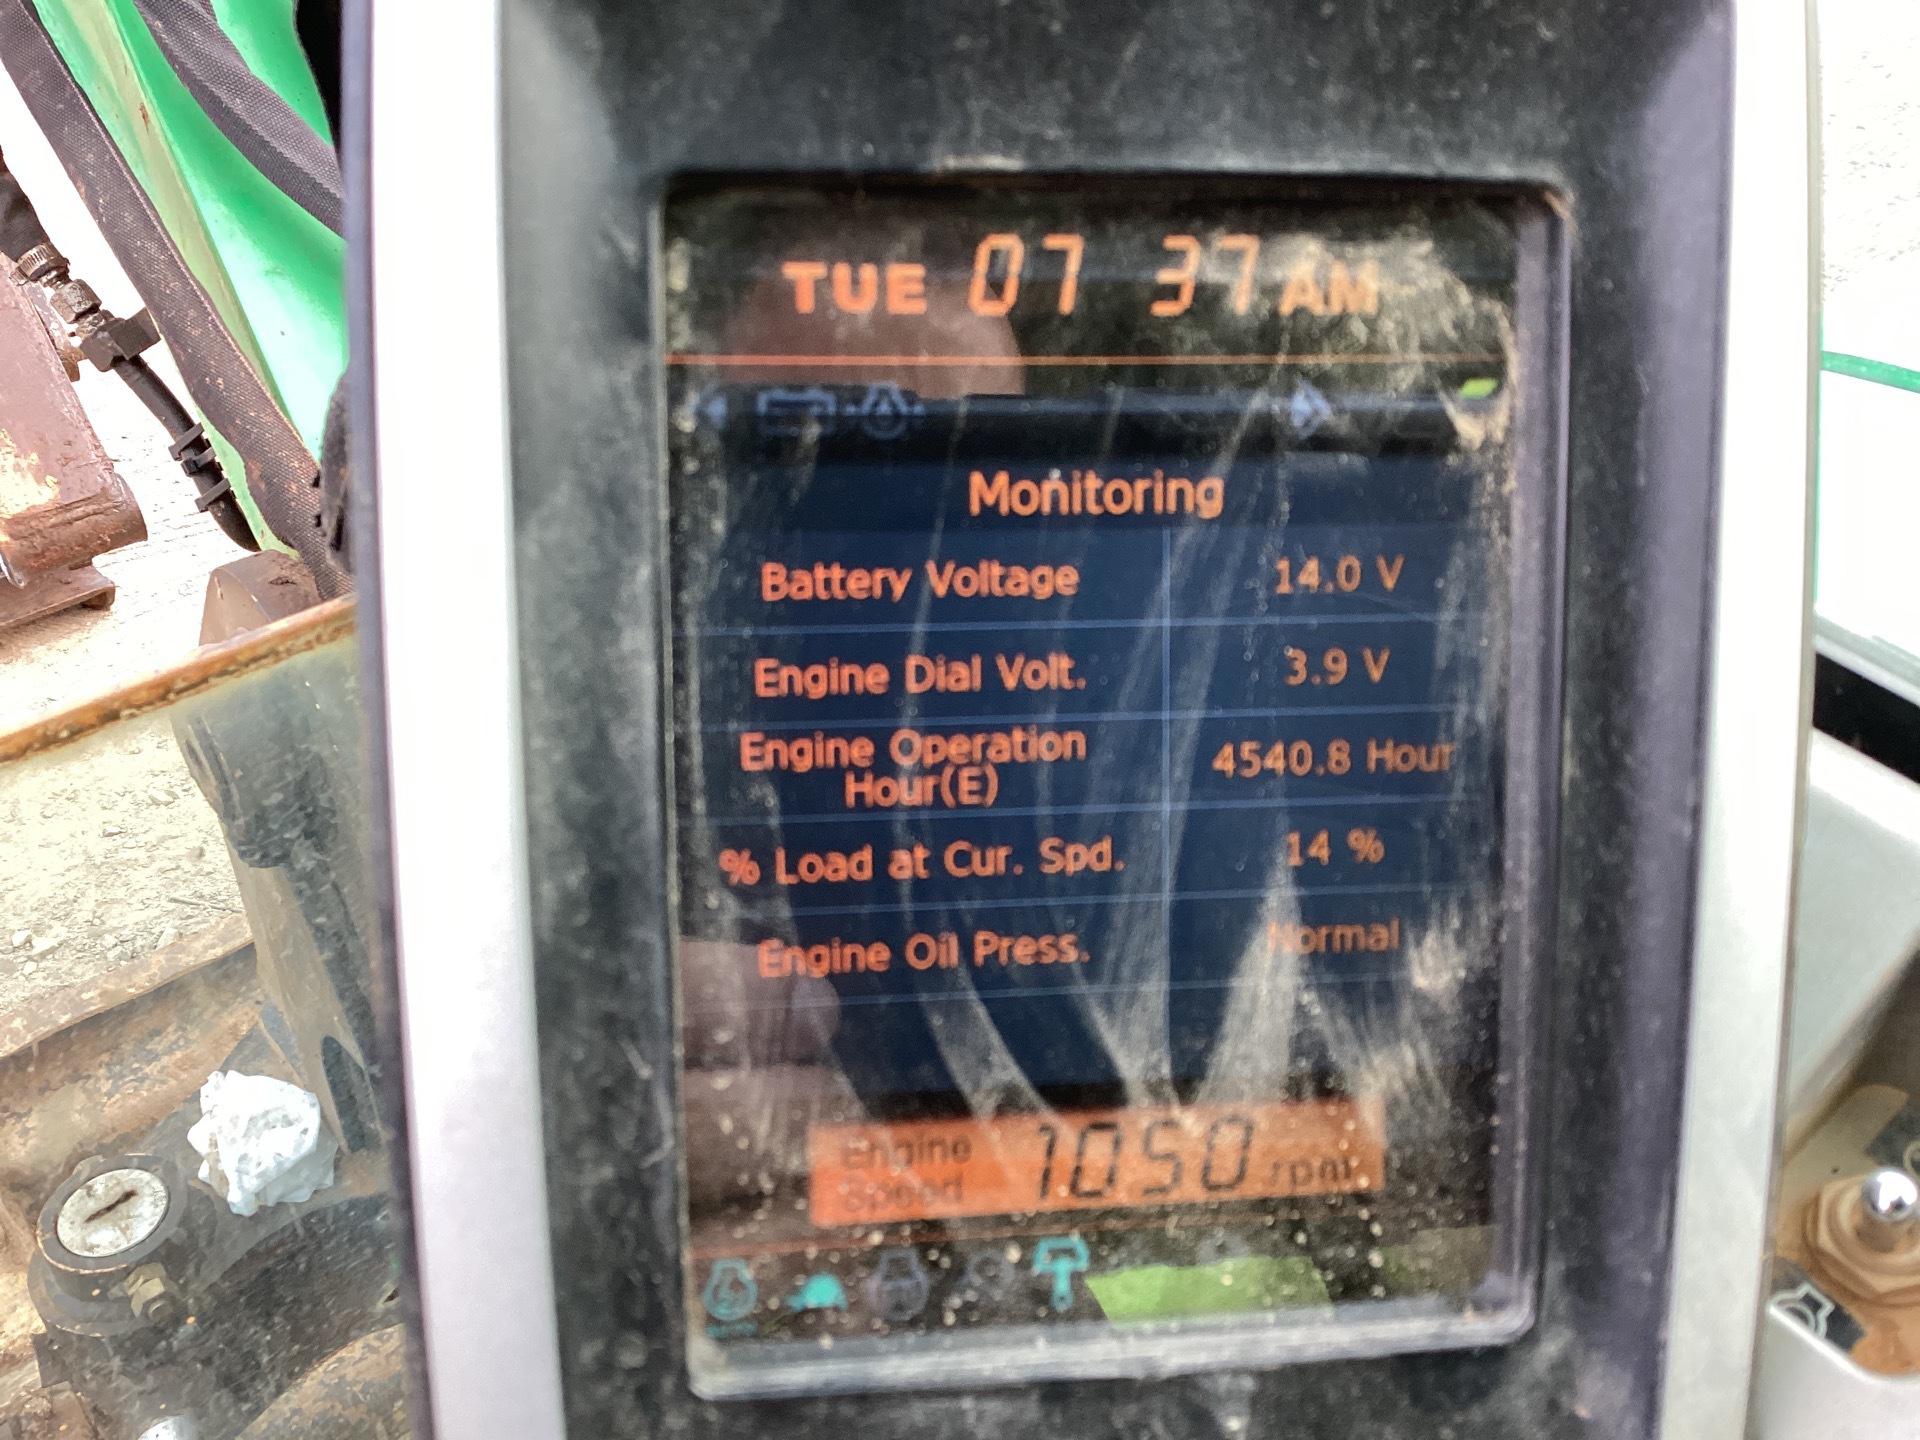 TUE 07 37 AM
Monitoring
Battery Voltage 14.0 V
Engine Dial Volt. 3.9 V
Engine Operation
Hour(E) 4540.8 Hour
% Load at Cur. Spd. 14 %
Engine Oil Press. Normal
Engine
Speed 1050 rpm